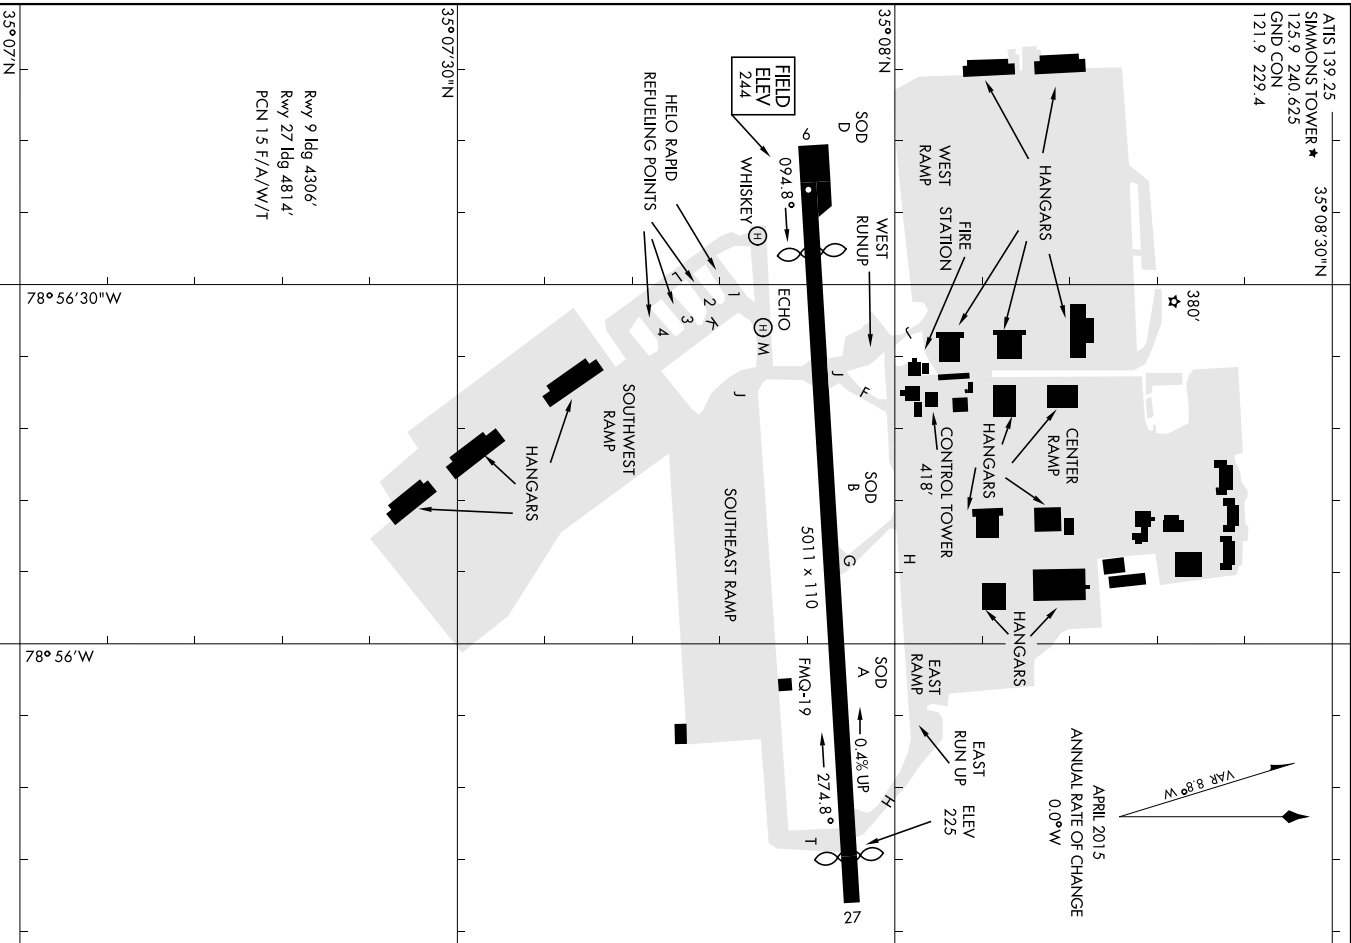 ATIS 139.25
SIMMONS TOWER ★
125.9 240.625
GND CON
121.9 229.4
35°08'30"N
HANGARS
380'
WEST
RAMP
FIRE
STATION
SOD
D
WEST
RUNUP
35°08'N
FIELD
ELEV
244
9
094.8°
WHISKEY
H
ECHO
H
M
HELO RAPID
REFUELING POINTS
L
1
2
K
3
4
J
J
J
F
CONTROL TOWER
418'
HANGARS
CENTER
RAMP
SOD
B
G
H
5011 x 110
HANGARS
SOUTHWEST
RAMP
HANGARS
SOUTHEAST RAMP
SOD
A
EAST
RAMP
EAST
RUN UP
FMQ-19
0.4% UP
274.8°
H
ELEV
225
T
27
VAR 8.8° W
APRIL 2015
ANNUAL RATE OF CHANGE
0.0°W
35°07'30"N
35°07'N
Rwy 9 ldg 4306'
Rwy 27 ldg 4814'
PCN 15 F/A/W/T
78°56'30"W
78°56'W